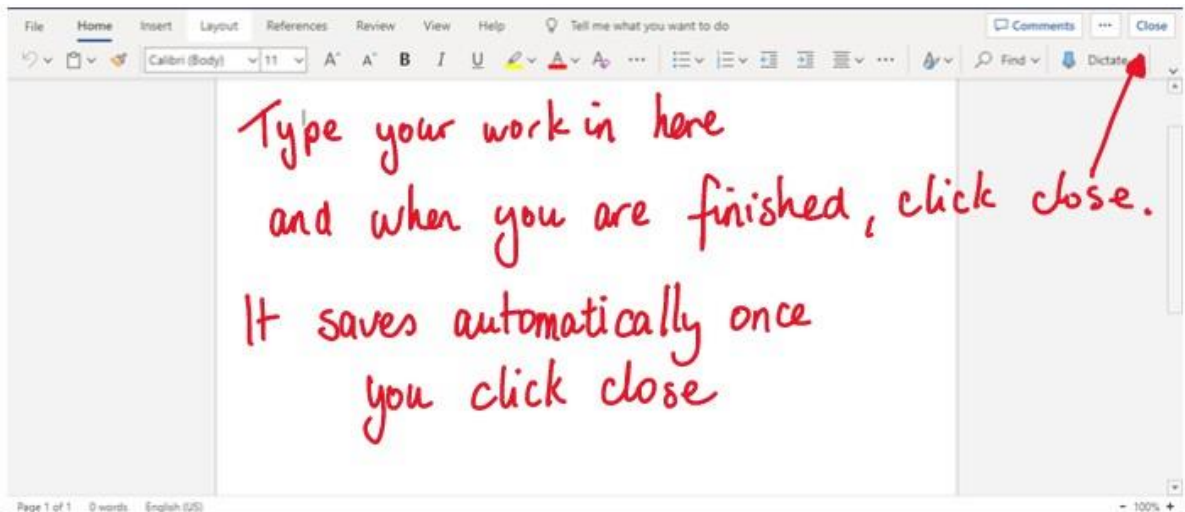 File Home Insert Layout References Review View Help Tell me what you want to do Comments ... Close
Calibri (Body) 11 A^ A˅ B I U A A ... Find Dictate
Type your work in here
and when you are finished, click close.
It saves automatically once
you click close
Page 1 of 1 0 words English (US) - 100% +